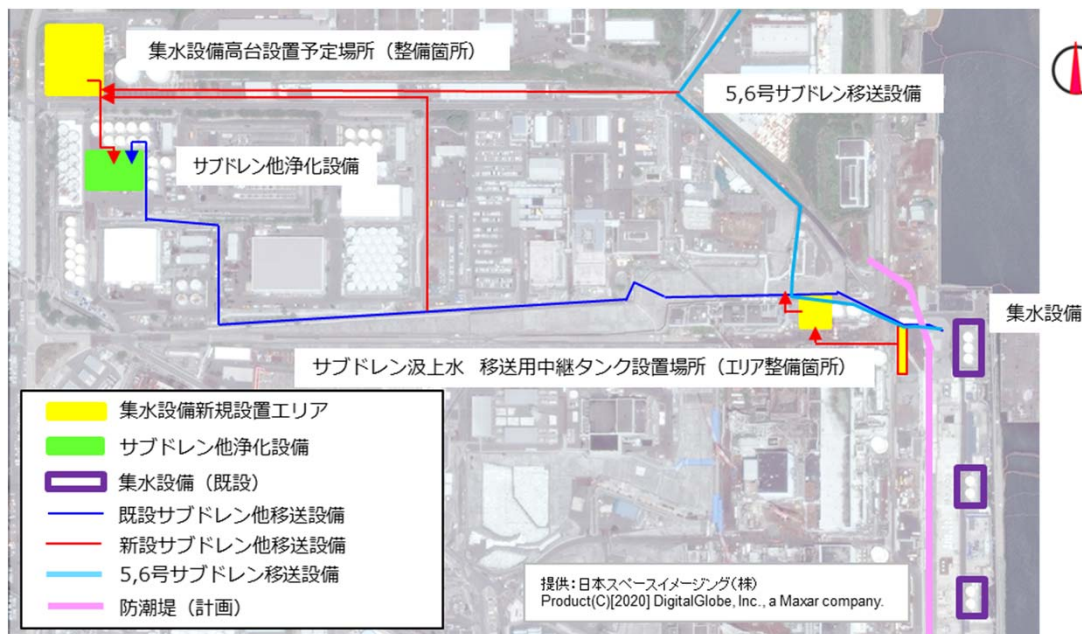 集水設備高台設置予定場所（整備箇所）
5,6号サブドレン移送設備
サブドレン他浄化設備
集水設備
サブドレン汲上水　移送用中継タンク設置場所（エリア整備箇所）
集水設備新規設置エリア
サブドレン他浄化設備
集水設備（既設）
既設サブドレン他移送設備
新設サブドレン他移送設備
5,6号サブドレン移送設備
防潮堤（計画）
提供：日本スペースイメージング(株)
Product(C)[2020] DigitalGlobe, Inc., a Maxar company.